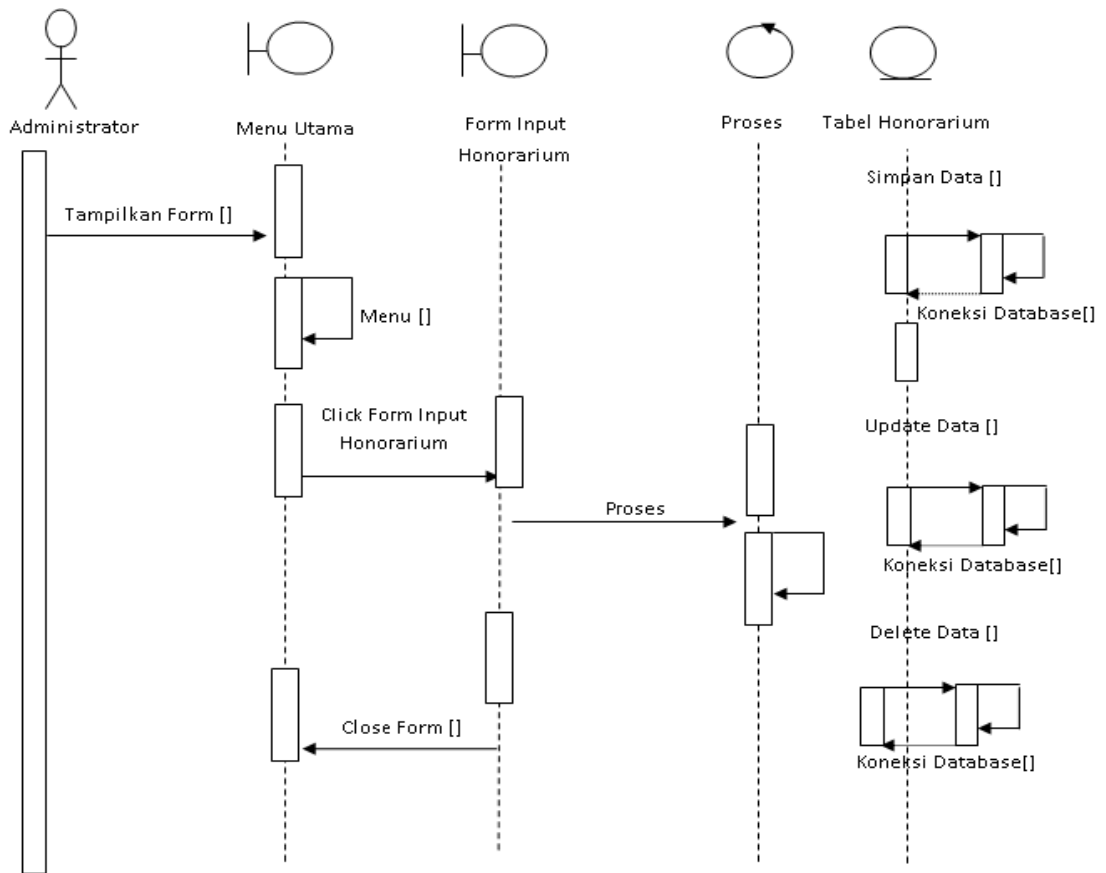 Administrator
Menu Utama
Form Input
Honorarium
Proses
Tabel Honorarium
Simpan Data []
Tampilkan Form []
Koneksi Database[]
Menu []
Click Form Input
Honorarium
Update Data []
Proses
Koneksi Database[]
Delete Data []
Close Form []
Koneksi Database[]